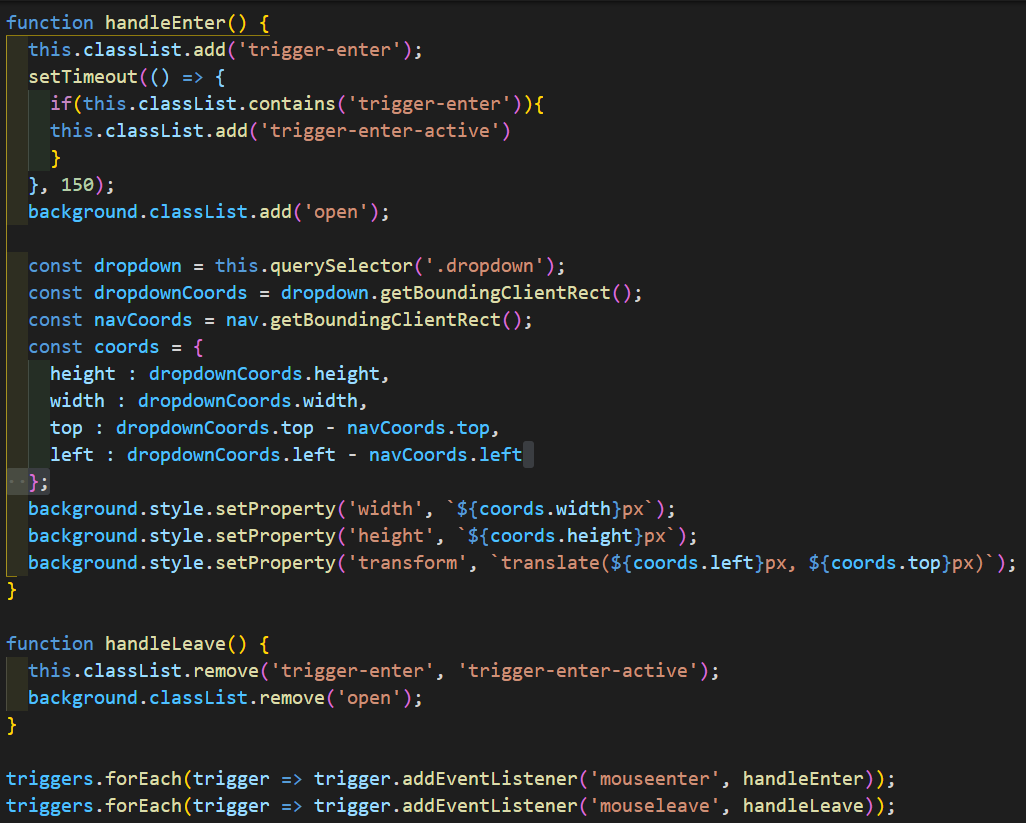 function handleEnter() {
  this.classList.add('trigger-enter');
  setTimeout(() => {
    if(this.classList.contains('trigger-enter')){
    this.classList.add('trigger-enter-active')
    }
  }, 150);
  background.classList.add('open');

  const dropdown = this.querySelector('.dropdown');
  const dropdownCoords = dropdown.getBoundingClientRect();
  const navCoords = nav.getBoundingClientRect();
  const coords = {
    height : dropdownCoords.height,
    width : dropdownCoords.width,
    top : dropdownCoords.top - navCoords.top,
    left : dropdownCoords.left - navCoords.left
  };
  background.style.setProperty('width', `${coords.width}px`);
  background.style.setProperty('height', `${coords.height}px`);
  background.style.setProperty('transform', `translate(${coords.left}px, ${coords.top}px)`);
}

function handleLeave() {
  this.classList.remove('trigger-enter', 'trigger-enter-active');
  background.classList.remove('open');
}

triggers.forEach(trigger => trigger.addEventListener('mouseenter', handleEnter));
triggers.forEach(trigger => trigger.addEventListener('mouseleave', handleLeave));